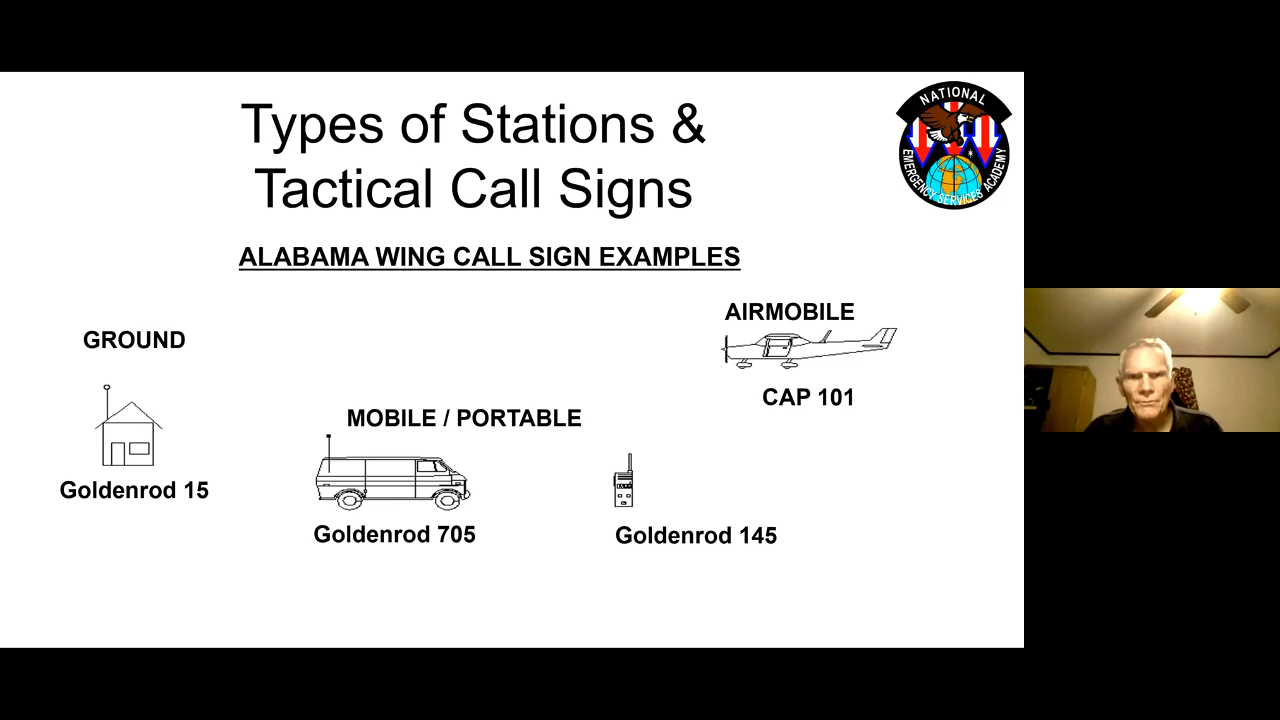 Types of Stations &
Tactical Call Signs
NATIONAL
EMERGENCY SERVICES ACADEMY
ALABAMA WING CALL SIGN EXAMPLES
AIRMOBILE
GROUND
CAP 101
MOBILE / PORTABLE
Goldenrod 15
Goldenrod 705
Goldenrod 145